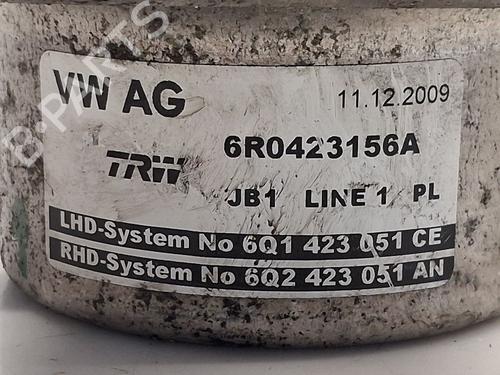 VW AG
11.12.2009
TRW
6R0423156A
JB1 LINE 1 PL
LHD-System No 6Q1 423 051 CE
RHD-System No 6Q2 423 051 AN
B-PARTS